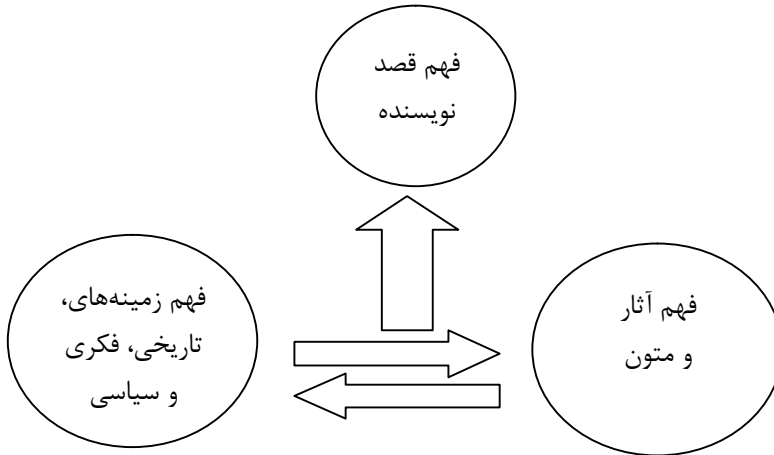 فهم قصد
نویسنده
فهم آثار
و متون
فهم زمینه‌های،
تاریخی، فکری
و سیاسی